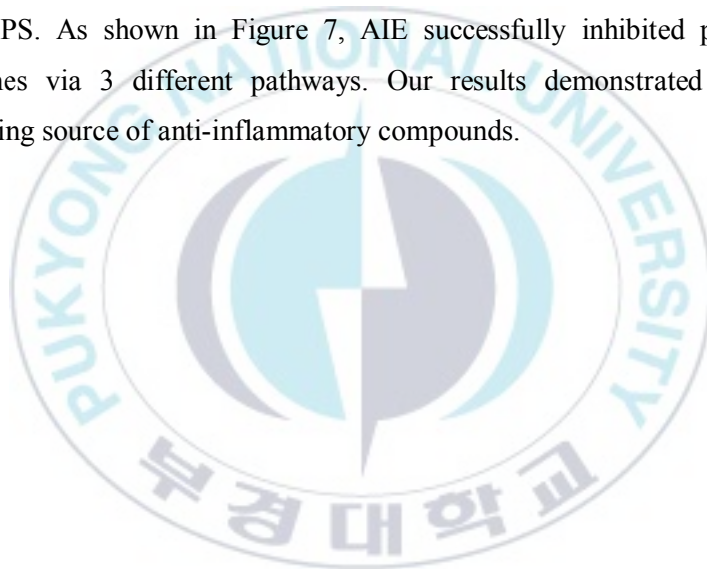 PS. As shown in Figure 7, AIE successfully inhibited p
nes via 3 different pathways. Our results demonstrated
ing source of anti-inflammatory compounds.
PUKYONG NATIONAL UNIVERSITY
부경대학교